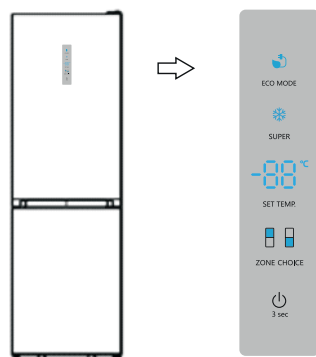 ECO MODE
SUPER
-88 °C
SET TEMP.
ZONE CHOICE
3 sec